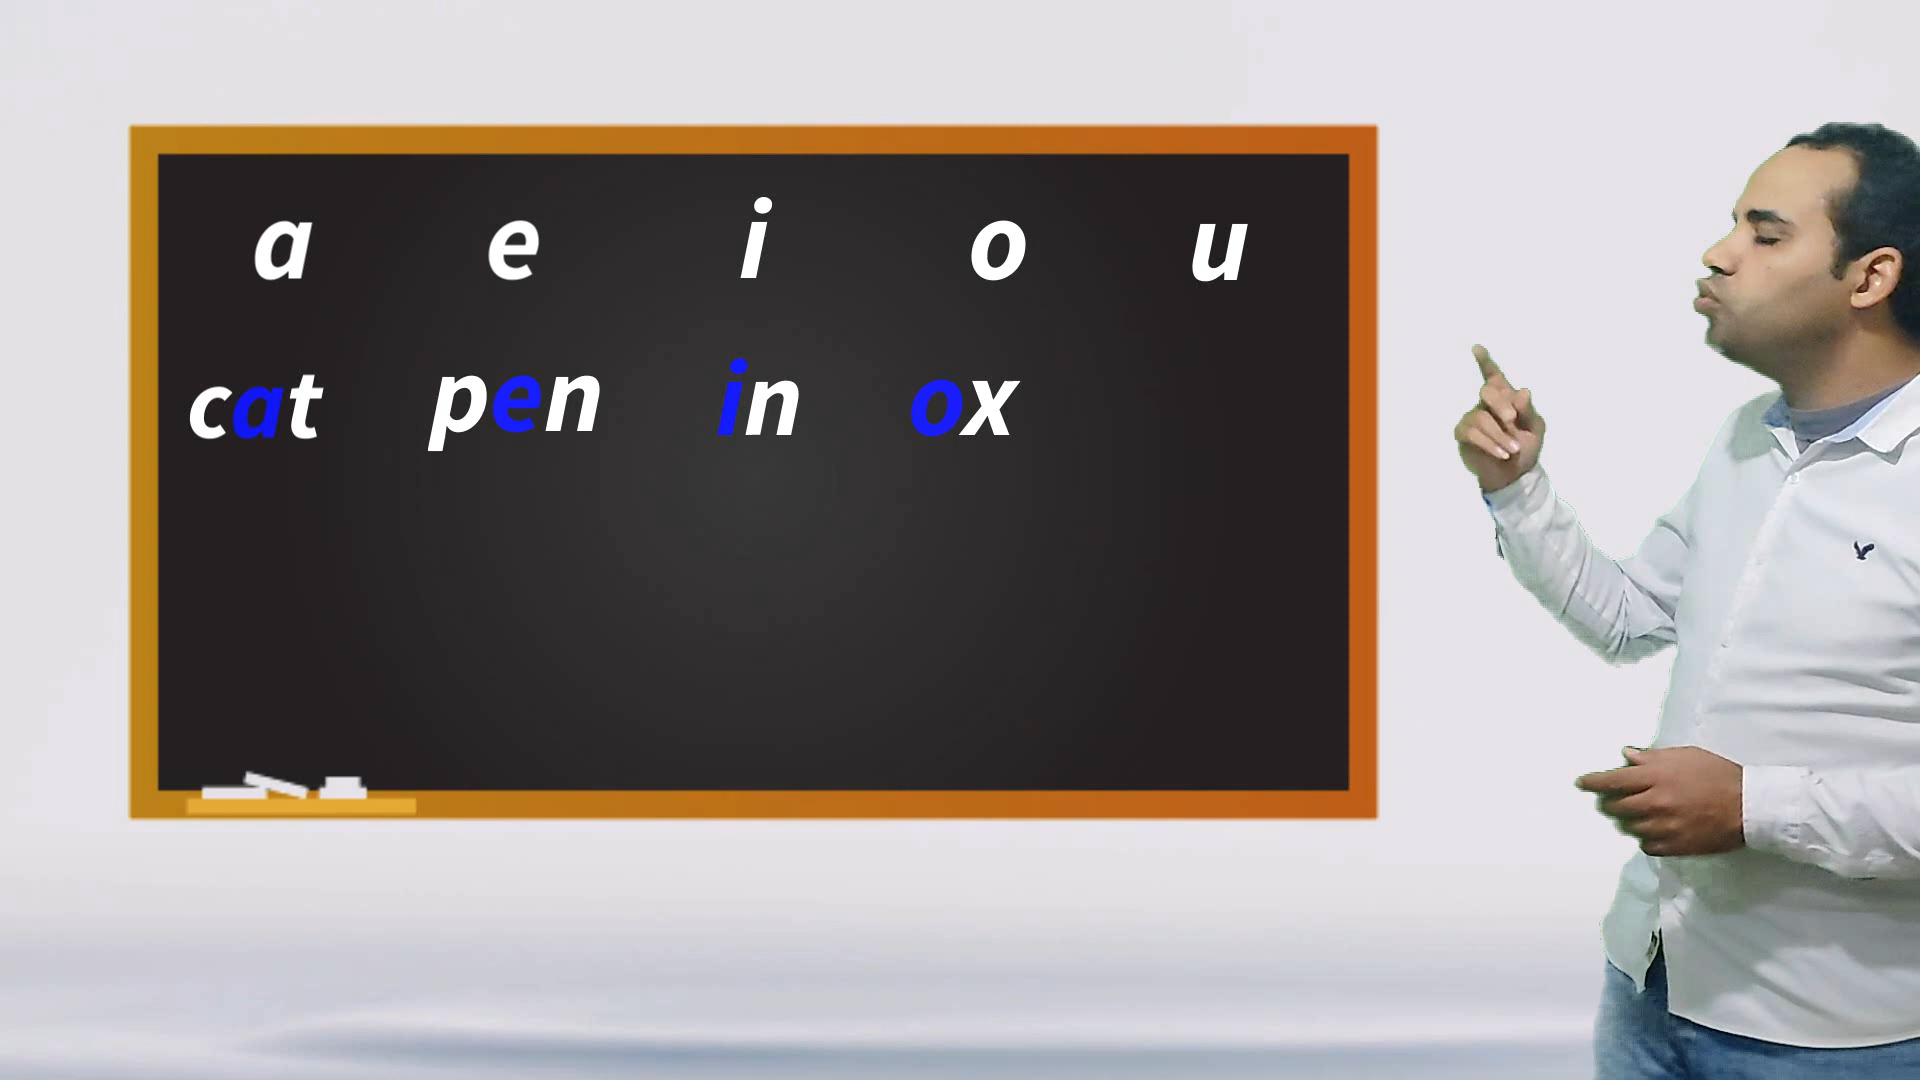 a e i o u
cat pen in ox